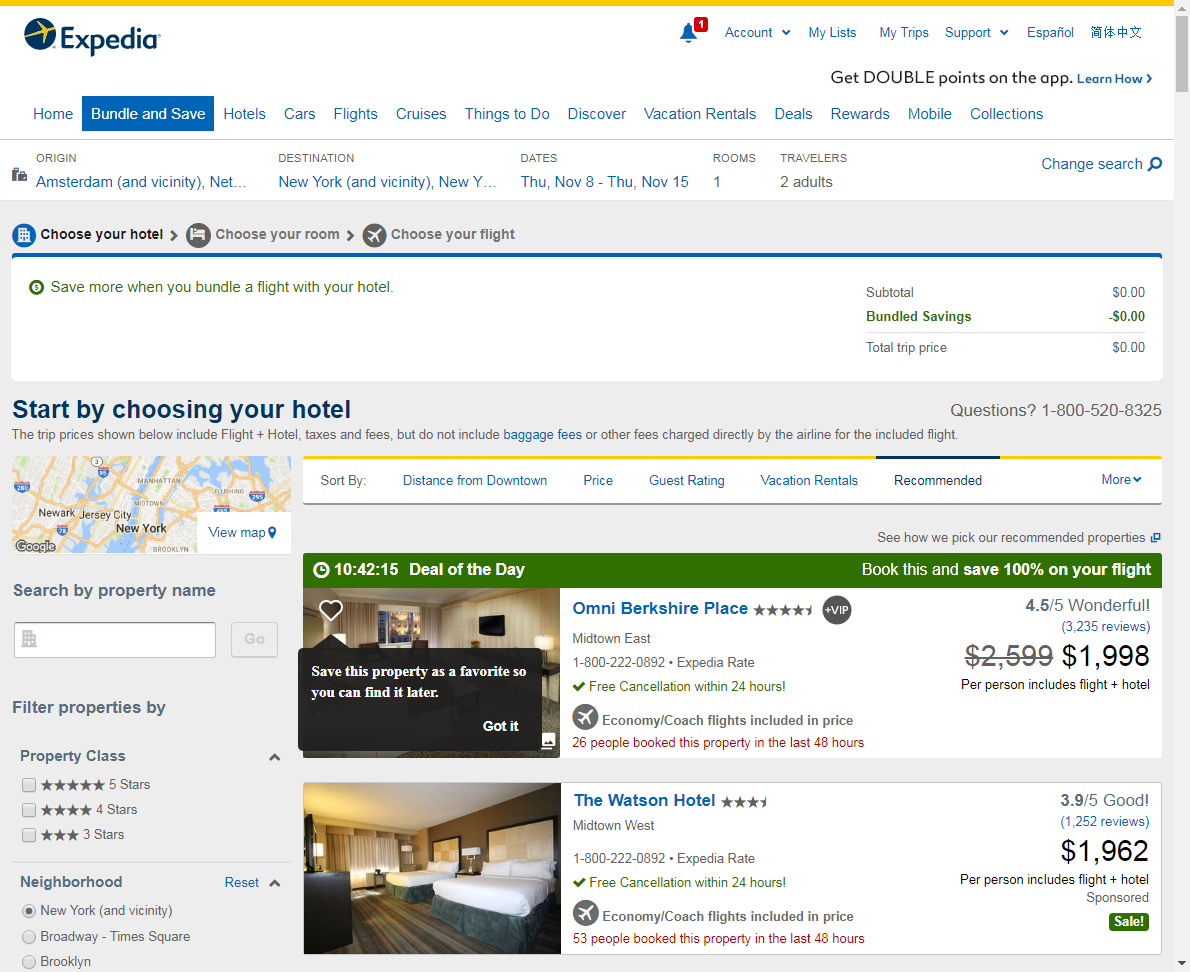 Expedia
1
Account
My Lists
My Trips
Support
Español
简体中文
Get DOUBLE points on the app. Learn How
Home
Bundle and Save
Hotels
Cars
Flights
Cruises
Things to Do
Discover
Vacation Rentals
Deals
Rewards
Mobile
Collections
ORIGIN
Amsterdam (and vicinity), Net...
DESTINATION
New York (and vicinity), New Y...
DATES
Thu, Nov 8 - Thu, Nov 15
ROOMS
1
TRAVELERS
2 adults
Change search
Choose your hotel
Choose your room
Choose your flight
Save more when you bundle a flight with your hotel.
Subtotal $0.00
Bundled Savings -$0.00
Total trip price $0.00
Start by choosing your hotel
Questions? 1-800-520-8325
The trip prices shown below include Flight + Hotel, taxes and fees, but do not include baggage fees or other fees charged directly by the airline for the included flight.
3
95
280
MANHATTAN
FLUSHING
295
MIDTOWN
495
Newark
Jersey City
78
New York
BROOKLYN
Google
View map
Sort By:
Distance from Downtown
Price
Guest Rating
Vacation Rentals
Recommended
More
See how we pick our recommended properties
Search by property name
Go
Filter properties by
Property Class
5 Stars
4 Stars
3 Stars
Neighborhood
Reset
New York (and vicinity)
Broadway - Times Square
Brooklyn
10:42:15 Deal of the Day
Book this and save 100% on your flight
Save this property as a favorite so
you can find it later.
Got it
Omni Berkshire Place
+VIP
Midtown East
1-800-222-0892 • Expedia Rate
Free Cancellation within 24 hours!
Economy/Coach flights included in price
26 people booked this property in the last 48 hours
4.5/5 Wonderful!
(3,235 reviews)
$2,599 $1,998
Per person includes flight + hotel
The Watson Hotel
Midtown West
1-800-222-0892 • Expedia Rate
Free Cancellation within 24 hours!
Economy/Coach flights included in price
53 people booked this property in the last 48 hours
3.9/5 Good!
(1,252 reviews)
$1,962
Per person includes flight + hotel
Sponsored
Sale!